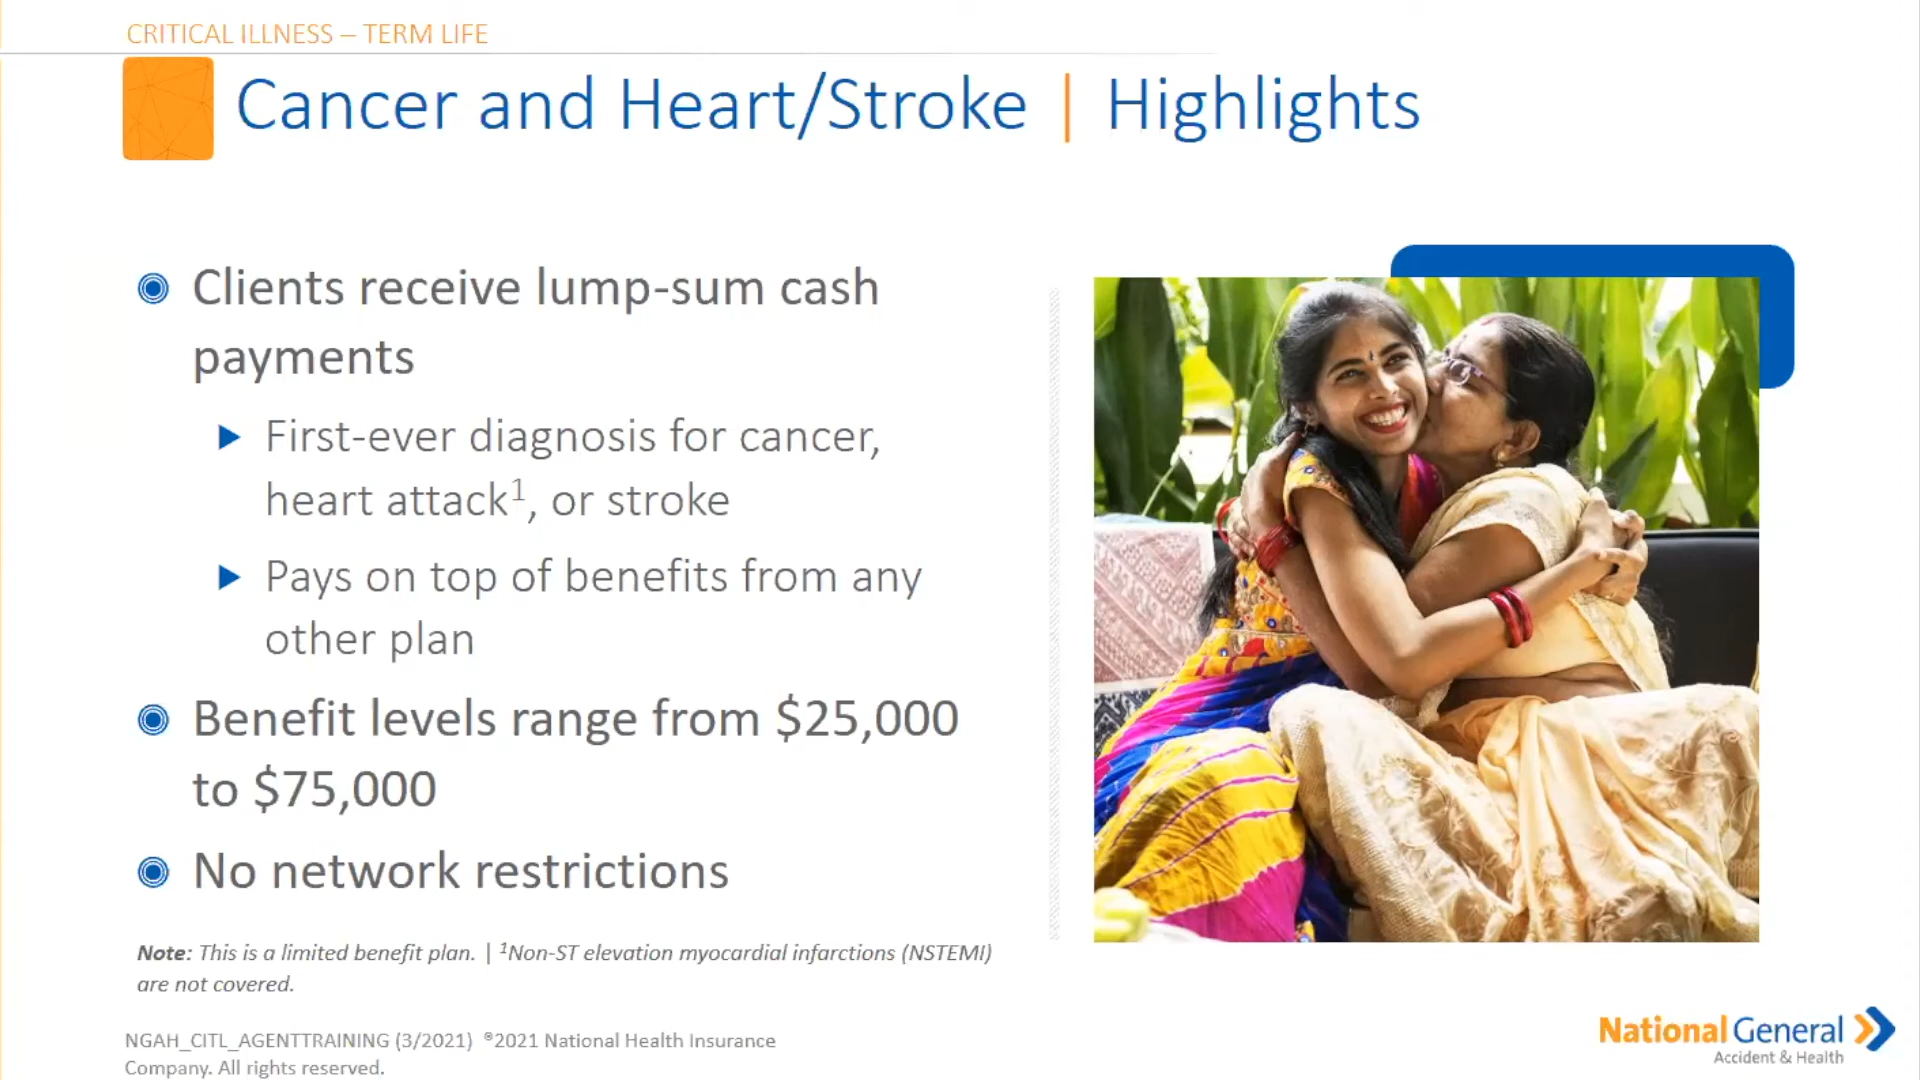 CRITICAL ILLNESS – TERM LIFE
Cancer and Heart/Stroke | Highlights
Clients receive lump-sum cash
payments
First-ever diagnosis for cancer,
heart attack¹, or stroke
Pays on top of benefits from any
other plan
Benefit levels range from $25,000
to $75,000
No network restrictions
Note: This is a limited benefit plan. | ¹Non-ST elevation myocardial infarctions (NSTEMI)
are not covered.
NGAH_CITL_AGENTTRAINING (3/2021) ®2021 National Health Insurance
Company. All rights reserved.
National General
Accident & Health